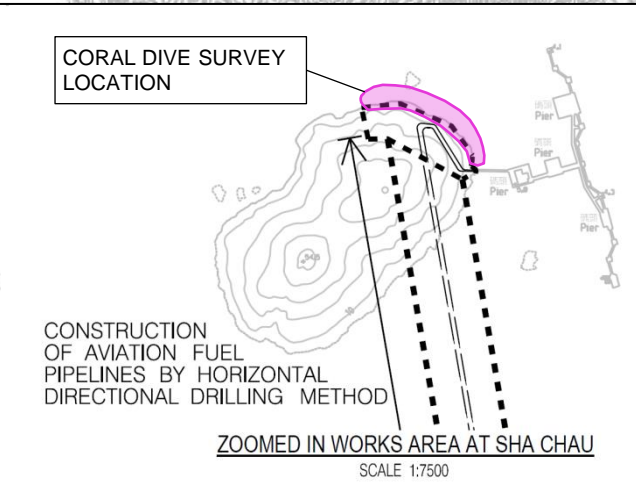 CORAL DIVE SURVEY
LOCATION
Pier
Pier
Pier
Pier
CONSTRUCTION
OF AVIATION FUEL
PIPELINES BY HORIZONTAL
DIRECTIONAL DRILLING METHOD
ZOOMED IN WORKS AREA AT SHA CHAU
SCALE 1:7500